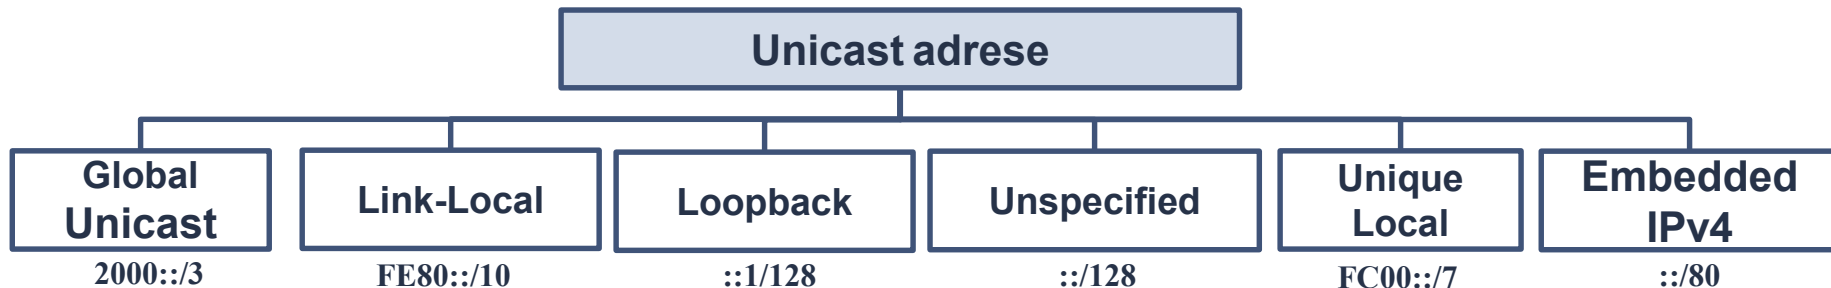 Unicast adrese
Global
Unicast
2000::/3
Link-Local
FE80::/10
Loopback
::1/128
Unspecified
::/128
Unique
Local
FC00::/7
Embedded
IPv4
::/80